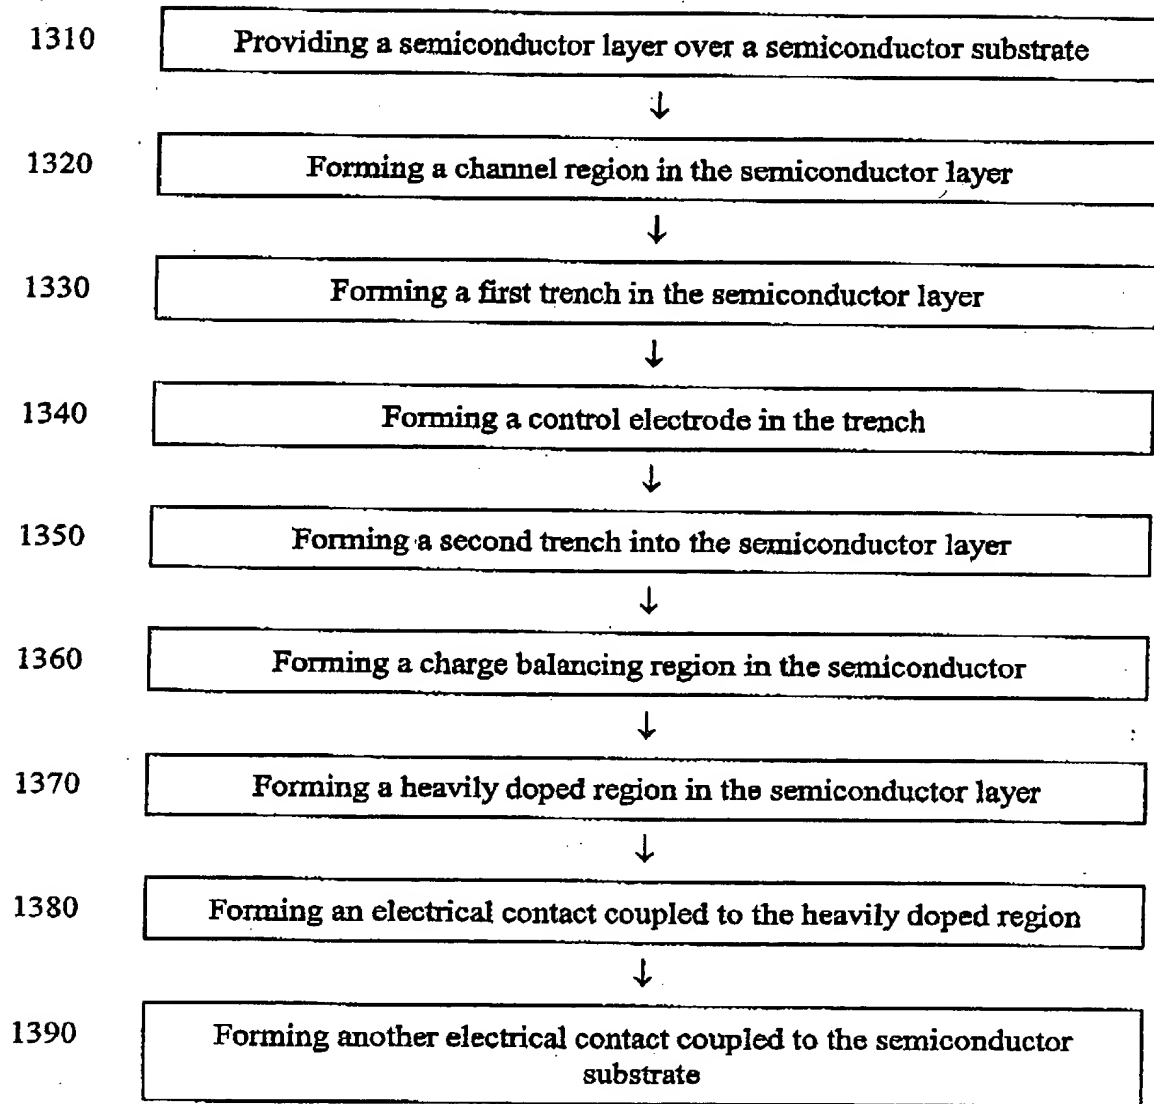 1310 Providing a semiconductor layer over a semiconductor substrate
↓
1320 Forming a channel region in the semiconductor layer
↓
1330 Forming a first trench in the semiconductor layer
↓
1340 Forming a control electrode in the trench
↓
1350 Forming a second trench into the semiconductor layer
↓
1360 Forming a charge balancing region in the semiconductor
↓
1370 Forming a heavily doped region in the semiconductor layer
↓
1380 Forming an electrical contact coupled to the heavily doped region
↓
1390 Forming another electrical contact coupled to the semiconductor
substrate